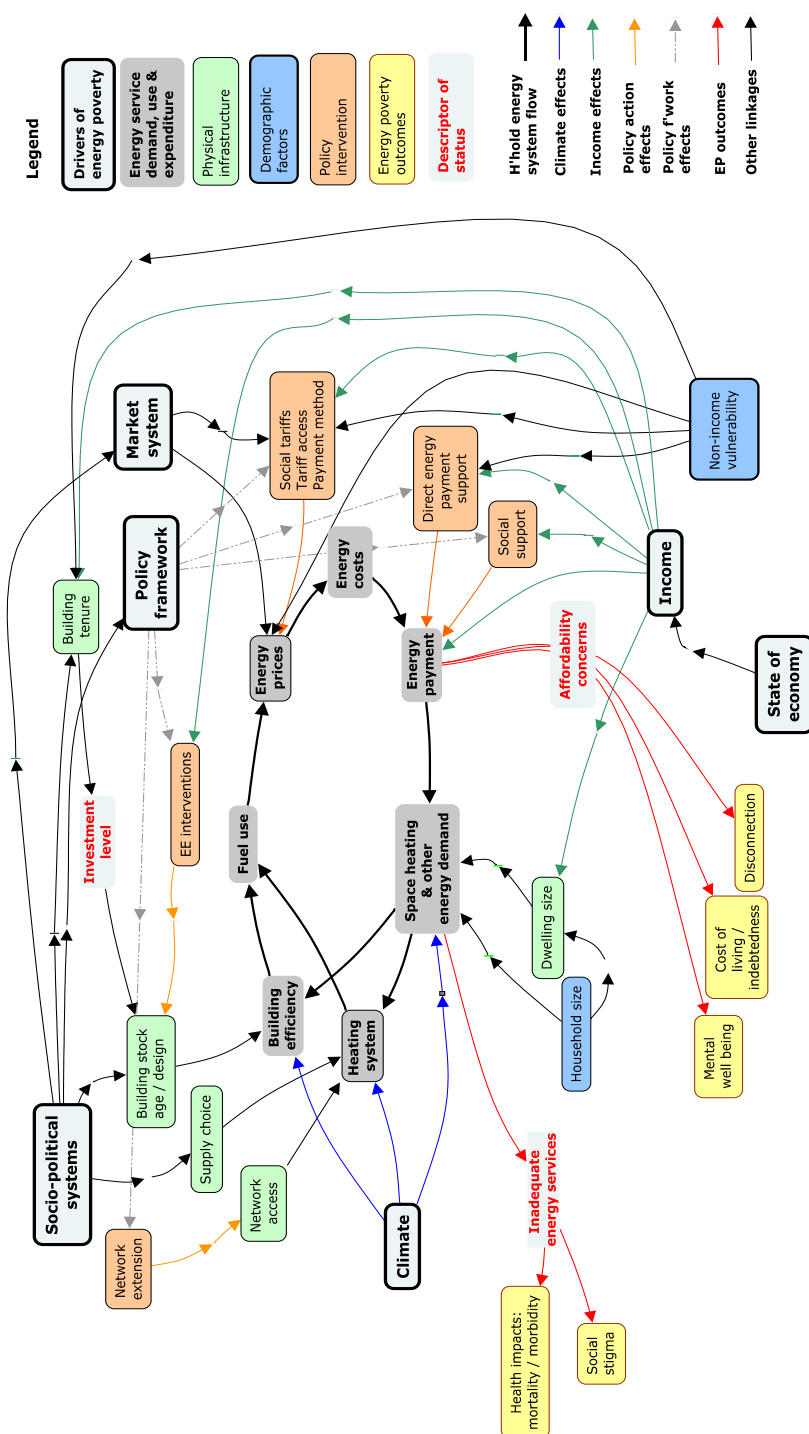 Legend
Drivers of
energy poverty
Energy service
demand, use &
expenditure
Physical
infrastructure
Demographic
factors
Policy
intervention
Energy poverty
outcomes
Descriptor of
status
H'hold energy
system flow
Climate effects
Income effects
Policy action
effects
Policy f'work
effects
EP outcomes
Other linkages
Socio-political
systems
Market
system
Policy
framework
Building
tenure
Investment
level
EE interventions
Building stock
age / design
Supply choice
Network
extension
Network
access
Social tariffs
Tariff access
Payment method
Direct energy
payment
support
Social
support
Energy
costs
Energy
prices
Energy
payment
Fuel use
Building
efficiency
Heating
system
Space heating
& other
energy demand
Climate
Dwelling size
Household size
Income
Non-income
vulnerability
State of
economy
Affordability
concerns
Disconnection
Cost of
living /
indebtedness
Mental
well being
Inadequate
energy services
Health impacts:
mortality / morbidity
Social
stigma